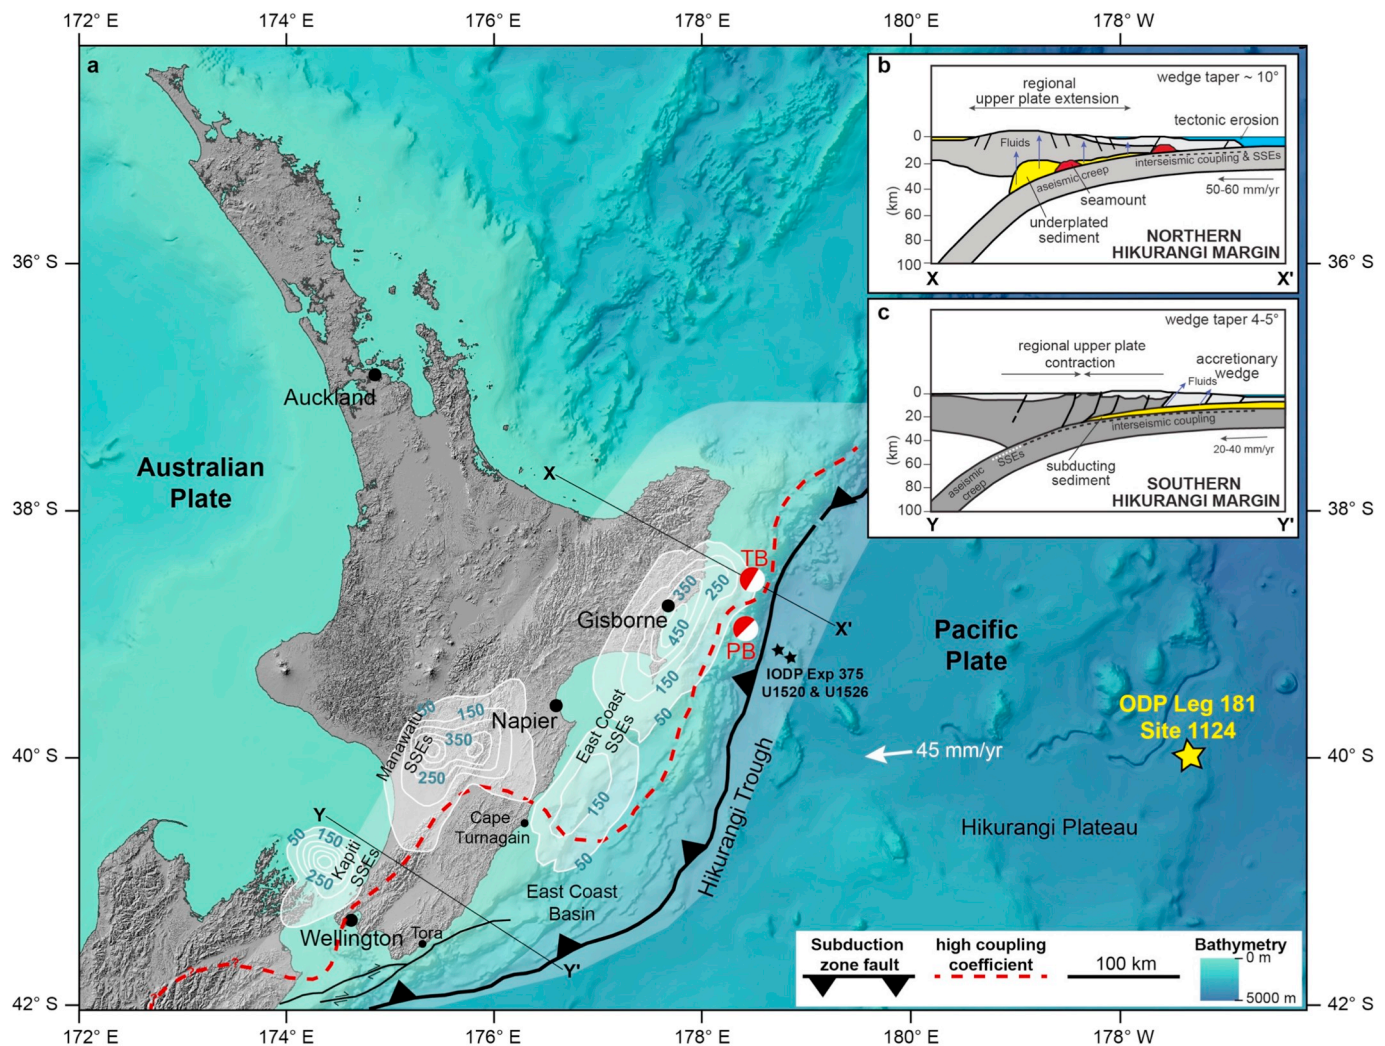 172° E
174° E
176° E
178° E
180° E
178° W
a
36° S
38° S
40° S
42° S
36° S
38° S
40° S
42° S
Auckland
Australian
Plate
X
TB
350
250
Gisborne
450
PB
X'
150
50
IODP Exp 375
U1520 & U1526
Pacific
Plate
ODP Leg 181
Site 1124
45 mm/yr
Hikurangi Plateau
Hikurangi Trough
East Coast
SSEs
150
50
Napier
50
150
350
250
Manawatu
SSEs
Cape
Turnagain
Y
50
150
250
Kapiti
SSEs
East Coast
Basin
Wellington
Tora
Y'
b
wedge taper ~ 10°
regional
upper plate extension
tectonic erosion
Fluids
0
20
40
60
80
100
(km)
interseismic coupling & SSEs
aseismic creep
50-60 mm/yr
seamount
underplated
sediment
NORTHERN
HIKURANGI MARGIN
X
X'
c
wedge taper 4-5°
regional upper plate
contraction
accretionary
wedge
Fluids
0
20
40
60
80
100
(km)
interseismic coupling
SSEs
20-40 mm/yr
aseismic
creep
subducting
sediment
SOUTHERN
HIKURANGI MARGIN
Y
Y'
Subduction
zone fault
high coupling
coefficient
100 km
Bathymetry
0 m
5000 m
172° E
174° E
176° E
178° E
180° E
178° W